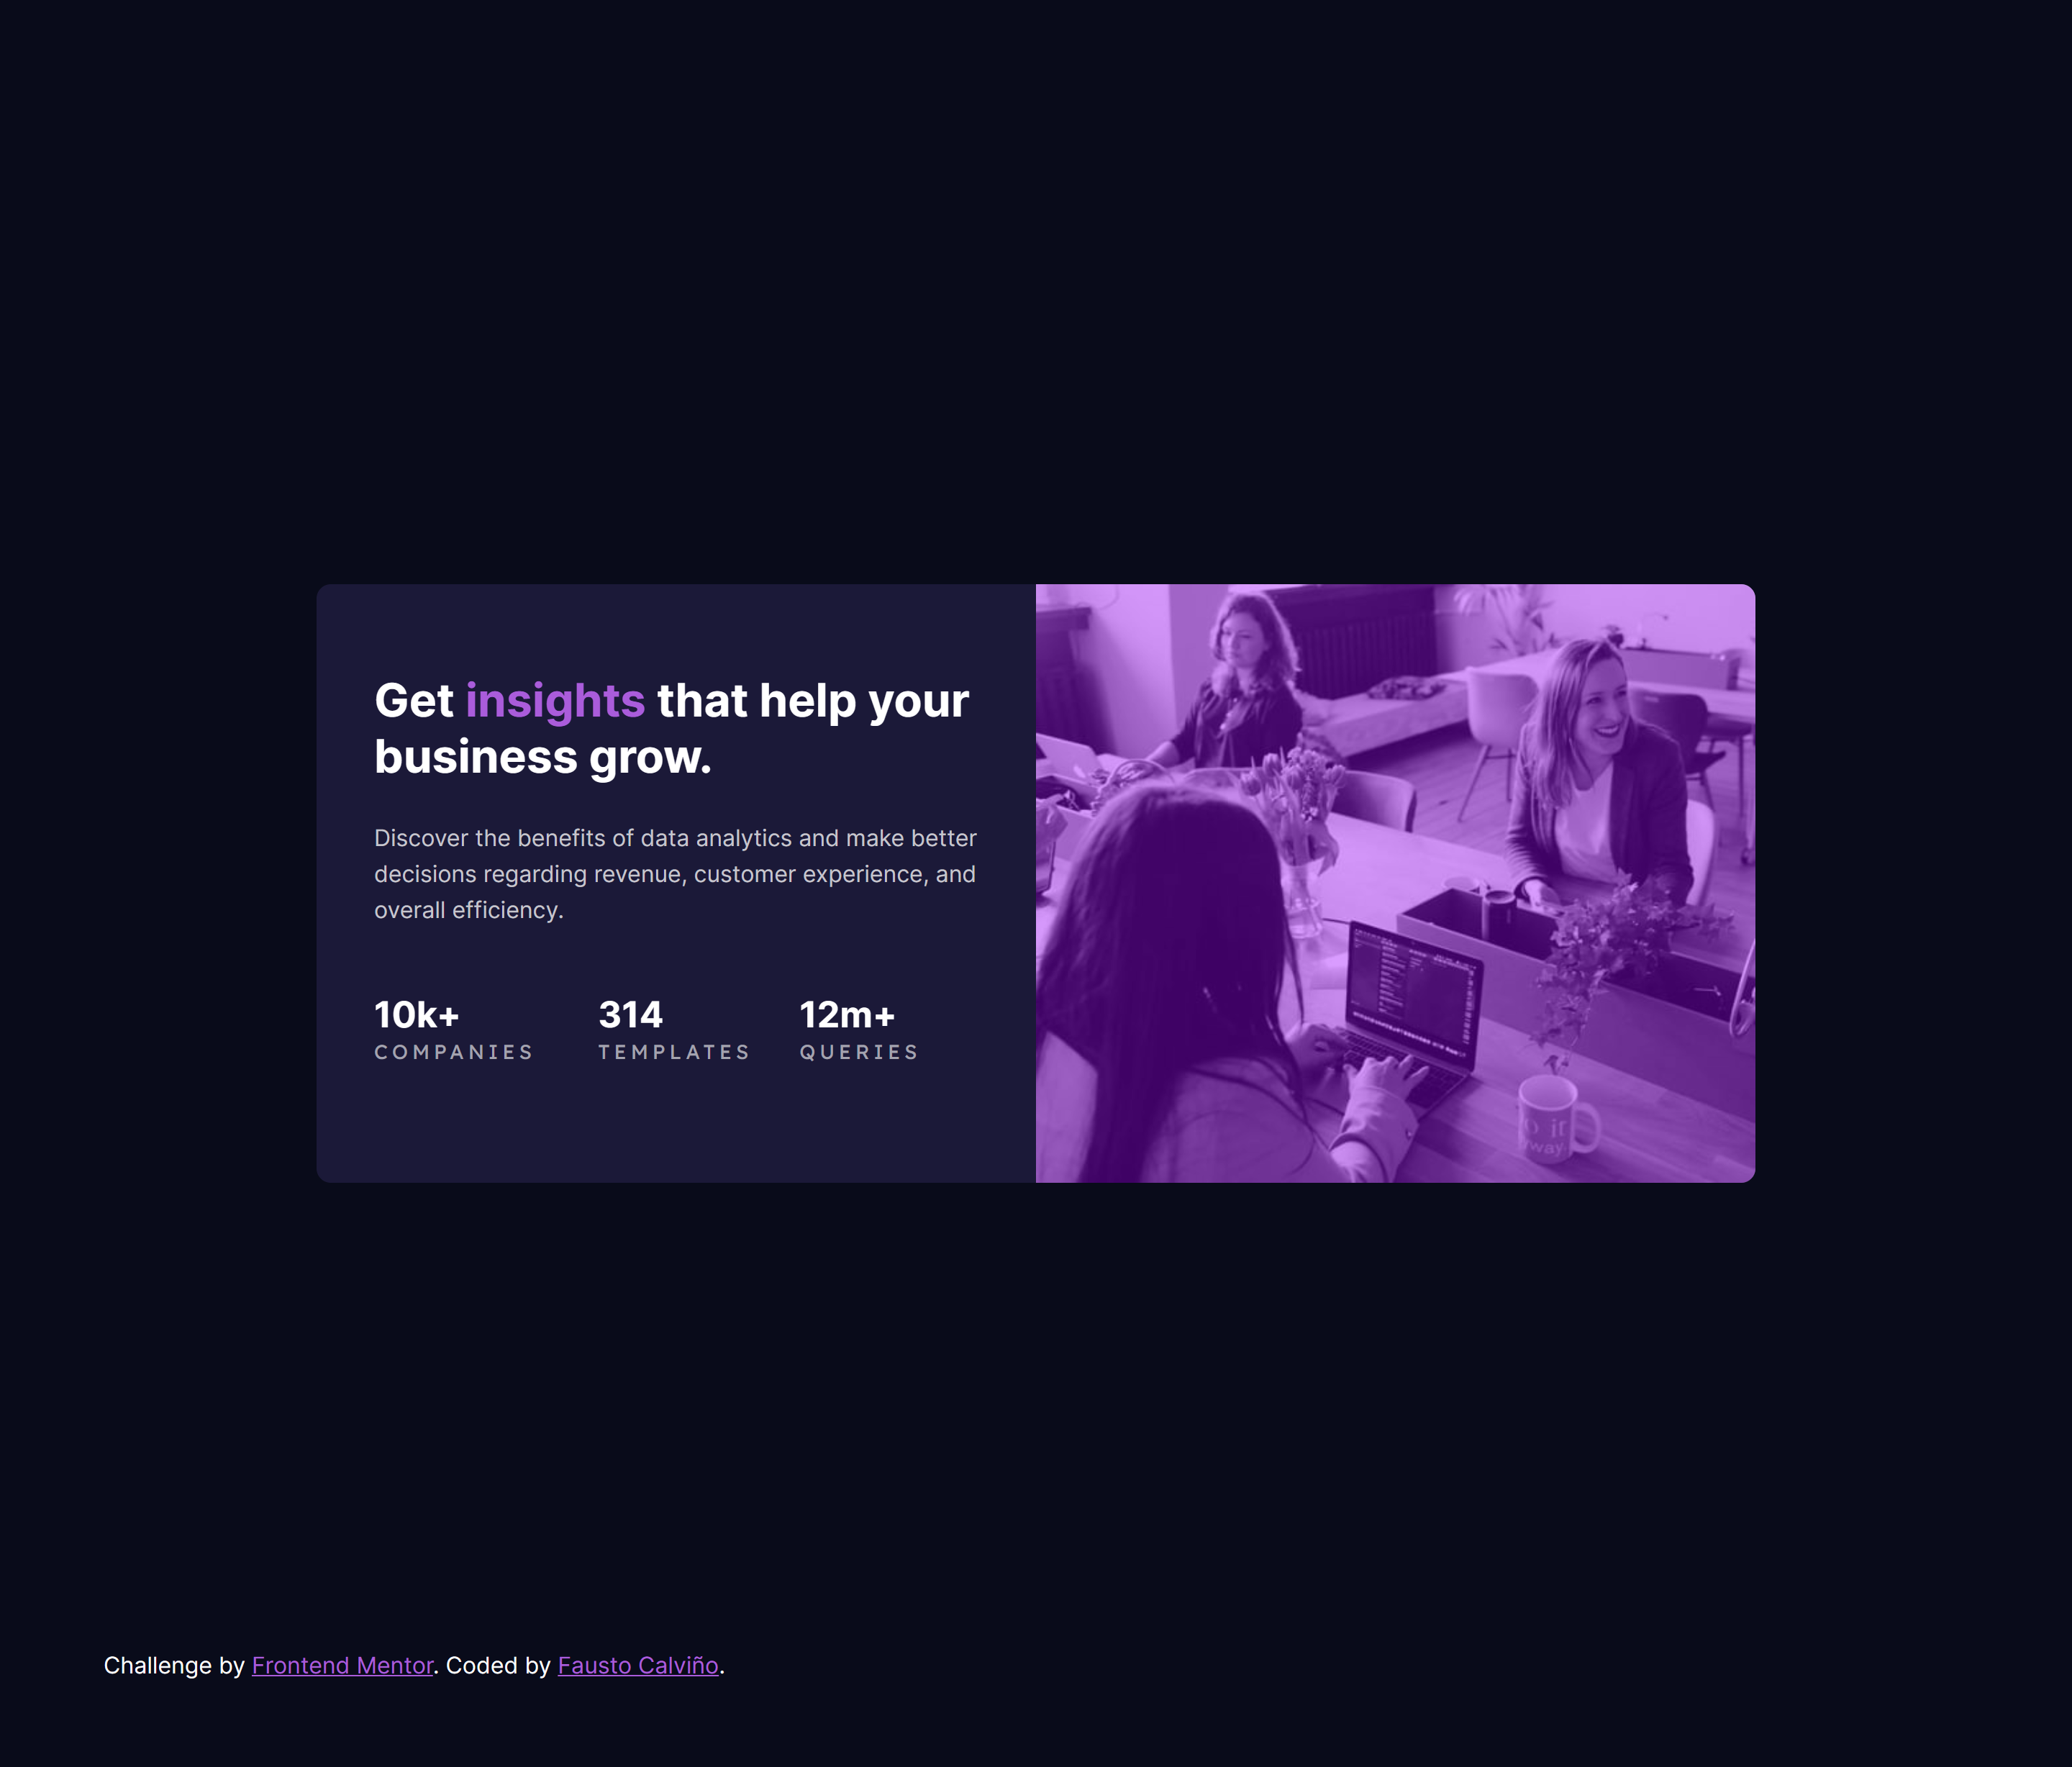 Get insights that help your
business grow.
Discover the benefits of data analytics and make better
decisions regarding revenue, customer experience, and
overall efficiency.
10k+ 314 12m+
COMPANIES TEMPLATES QUERIES
way.
Challenge by Frontend Mentor. Coded by Fausto Calviño.